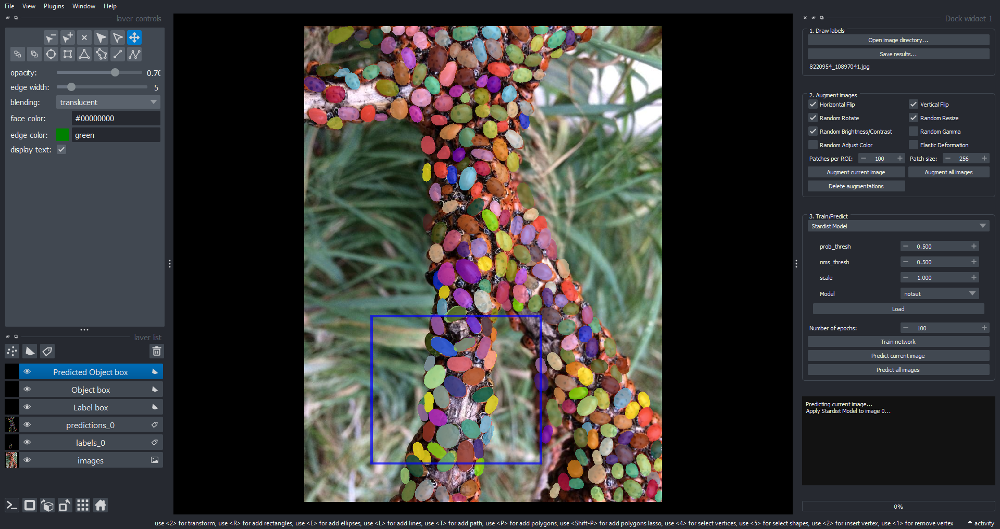 File View Plugins Window Help
layer controls
opacity: 0.70
edge width: 5
blending: translucent
face color: #00000000
edge color: green
display text:
layer list
Predicted Object box
Object box
Label box
predictions_0
labels_0
images
Dock widget 1
1. Draw labels
Open image directory...
Save results...
8220954_10897041.jpg
2. Augment images
Horizontal Flip Vertical Flip
Random Rotate Random Resize
Random Brightness/Contrast Random Gamma
Random Adjust Color Elastic Deformation
Patches per ROI: 100 Patch size: 256
Augment current image Augment all images
Delete augmentations
3. Train/Predict
Stardist Model
prob_thresh 0.500
nms_thresh 0.500
scale 1.000
Model notset
Load
Number of epochs: 100
Train network
Predict current image
Predict all images
Predicting current image...
Apply Stardist Model to image 0...
0%
use <2> for transform, use <R> for add rectangles, use <E> for add ellipses, use <L> for add lines, use <T> for add path, use <P> for add polygons, use <Shift-P> for add polygons lasso, use <4> for select vertices, use <5> for select shapes, use <2> for insert vertex, use <1> for remove vertex activity